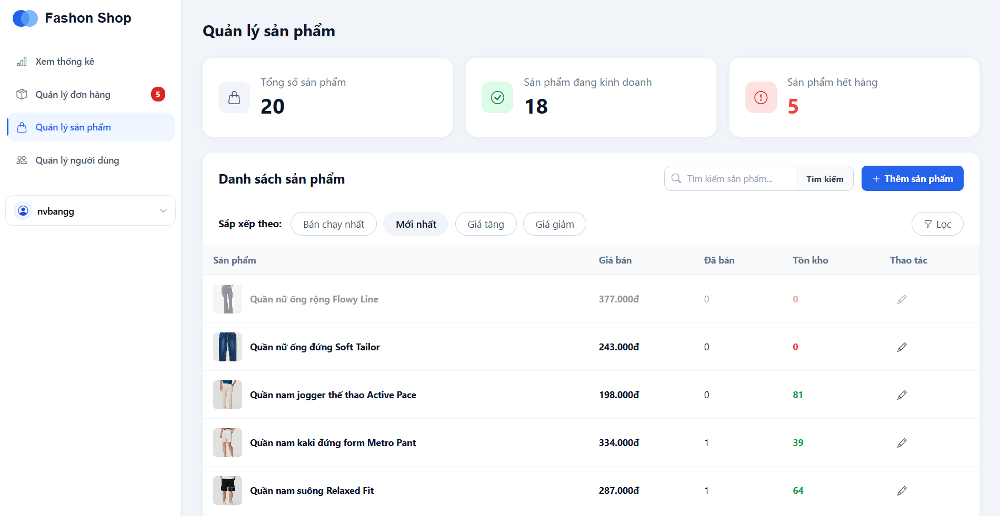 Fashon Shop
Xem thống kê
Quản lý đơn hàng 5
Quản lý sản phẩm
Quản lý người dùng
nvbangg
Quản lý sản phẩm
Tổng số sản phẩm
20
Sản phẩm đang kinh doanh
18
Sản phẩm hết hàng
5
Danh sách sản phẩm
Tìm kiếm sản phẩm... Tìm kiếm + Thêm sản phẩm
Sắp xếp theo: Bán chạy nhất Mới nhất Giá tăng Giá giảm Lọc
Sản phẩm Giá bán Đã bán Tồn kho Thao tác
Quần nữ ống rộng Flowy Line 377.000đ 0 0
Quần nữ ống đứng Soft Tailor 243.000đ 0 0
Quần nam jogger thể thao Active Pace 198.000đ 0 81
Quần nam kaki đứng form Metro Pant 334.000đ 1 39
Quần nam suông Relaxed Fit 287.000đ 1 64